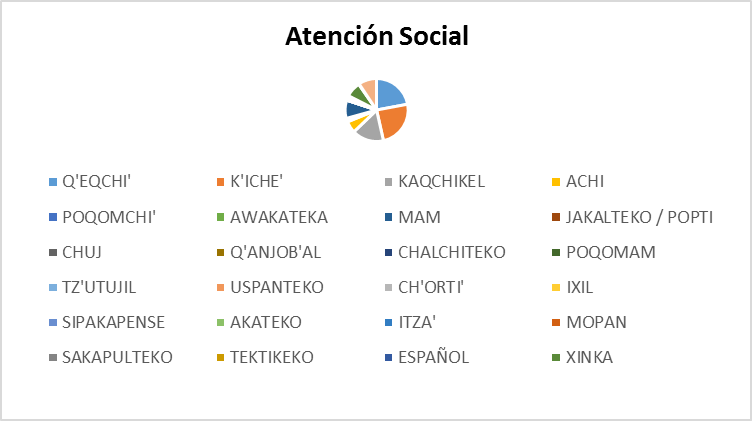 Atención Social
Q'EQCHI' K'ICHE' KAQCHIKEL ACHI
POQOMCHI' AWAKATEKA MAM JAKALTEKO / POPTI
CHUJ Q'ANJOB'AL CHALCHITEKO POQOMAM
TZ'UTUJIL USPANTEKO CH'ORTI' IXIL
SIPAKAPENSE AKATEKO ITZA' MOPAN
SAKAPULTEKO TEKTIKEKO ESPAÑOL XINKA